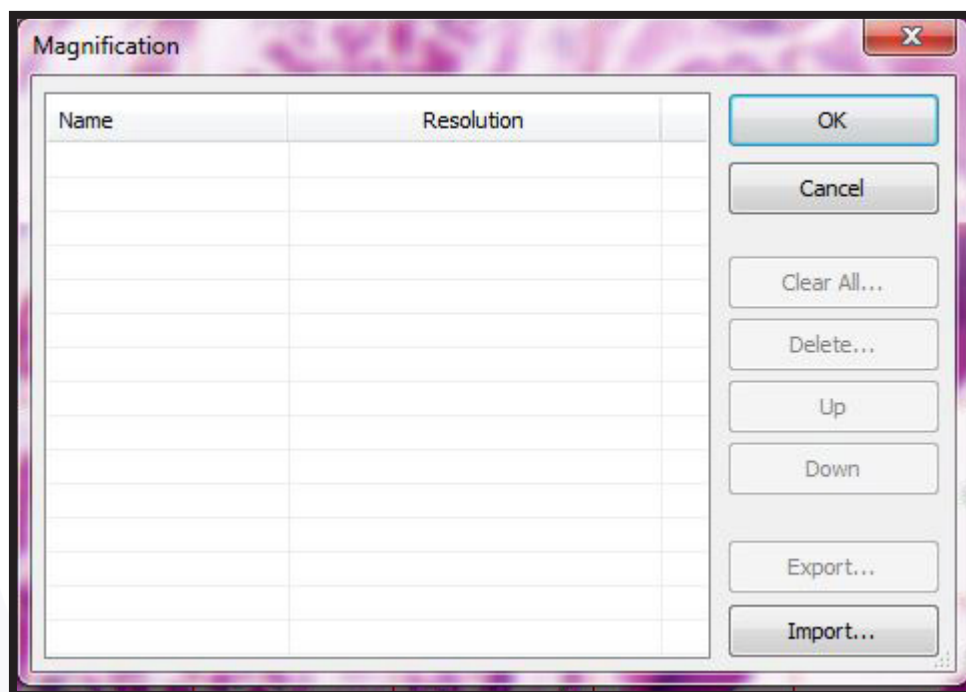 Magnification
Name Resolution
OK
Cancel
Clear All...
Delete...
Up
Down
Export...
Import...